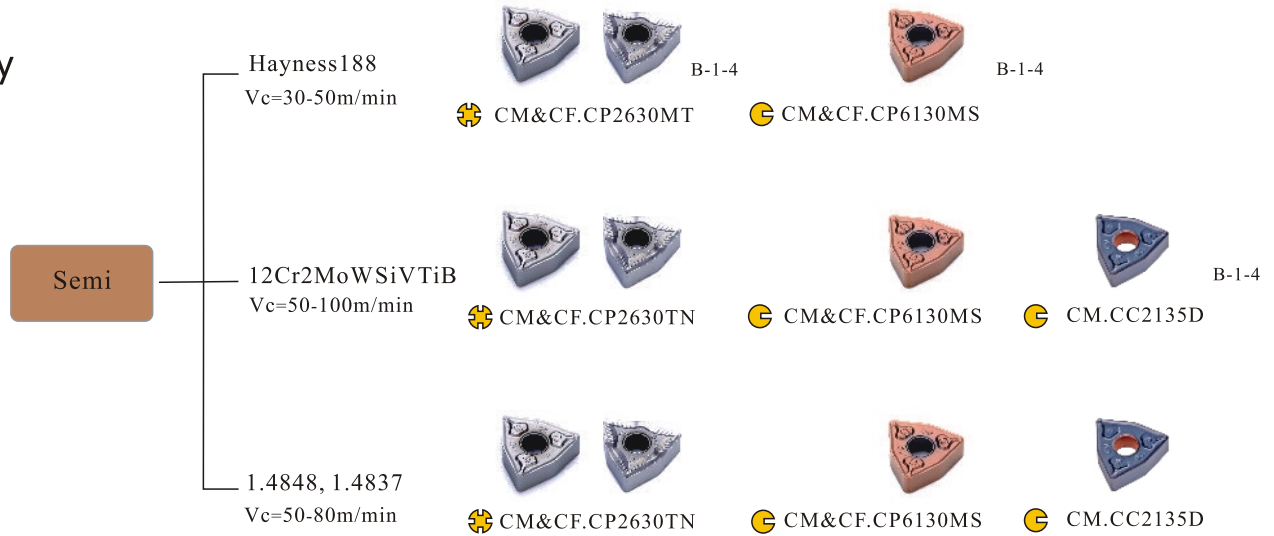 y
Hayness188
Vc=30-50m/min
B-1-4
B-1-4
CM&CF.CP2630MT
CM&CF.CP6130MS
Semi
12Cr2MoWSiVTiB
Vc=50-100m/min
B-1-4
CM&CF.CP2630TN
CM&CF.CP6130MS
CM.CC2135D
1.4848, 1.4837
Vc=50-80m/min
CM&CF.CP2630TN
CM&CF.CP6130MS
CM.CC2135D